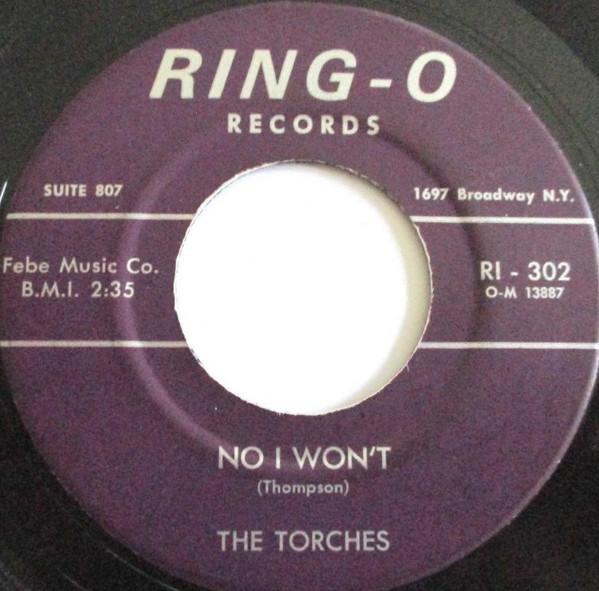 RING-O
RECORDS
SUITE 807
1697 Broadway N.Y.
Febe Music Co.
B.M.I. 2:35
RI - 302
O-M 13887
NO I WON'T
(Thompson)
THE TORCHES